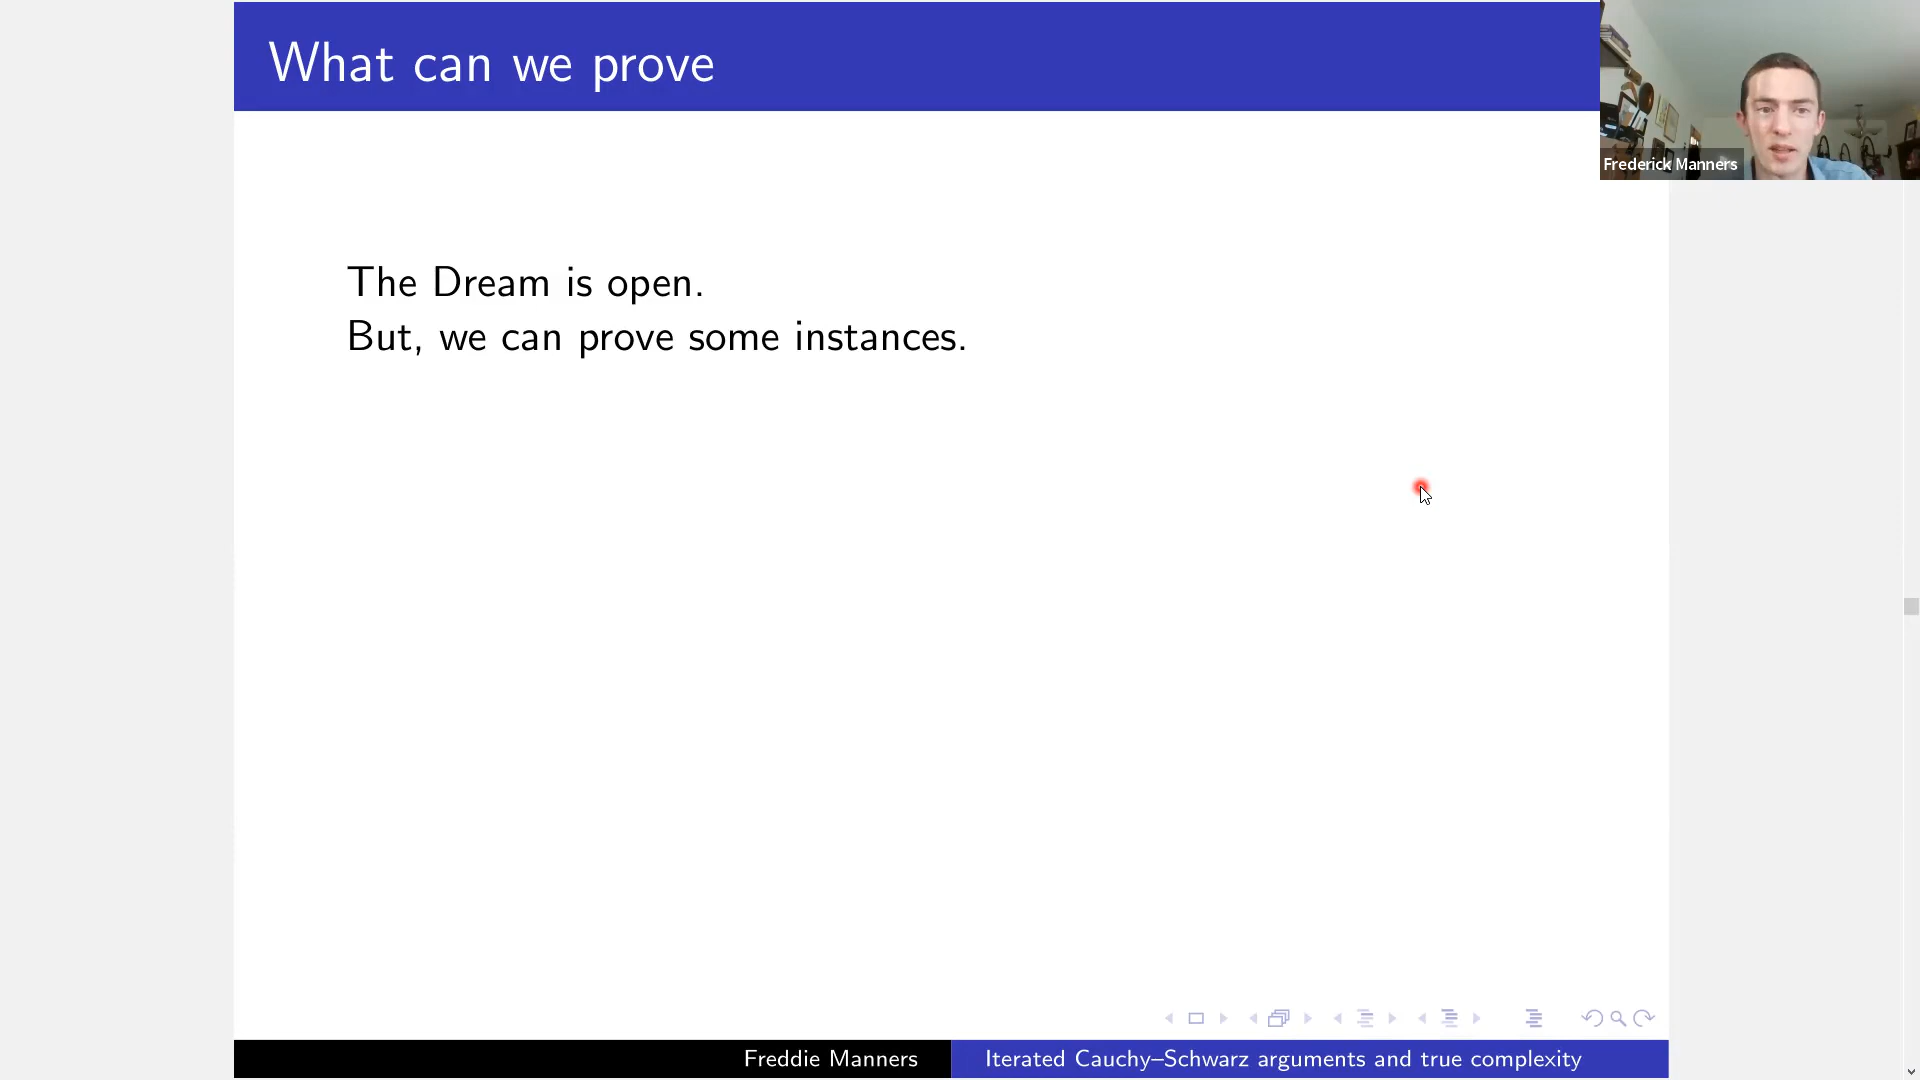 What can we prove
Frederick Manners
The Dream is open.
But, we can prove some instances.
Freddie Manners
Iterated Cauchy–Schwarz arguments and true complexity